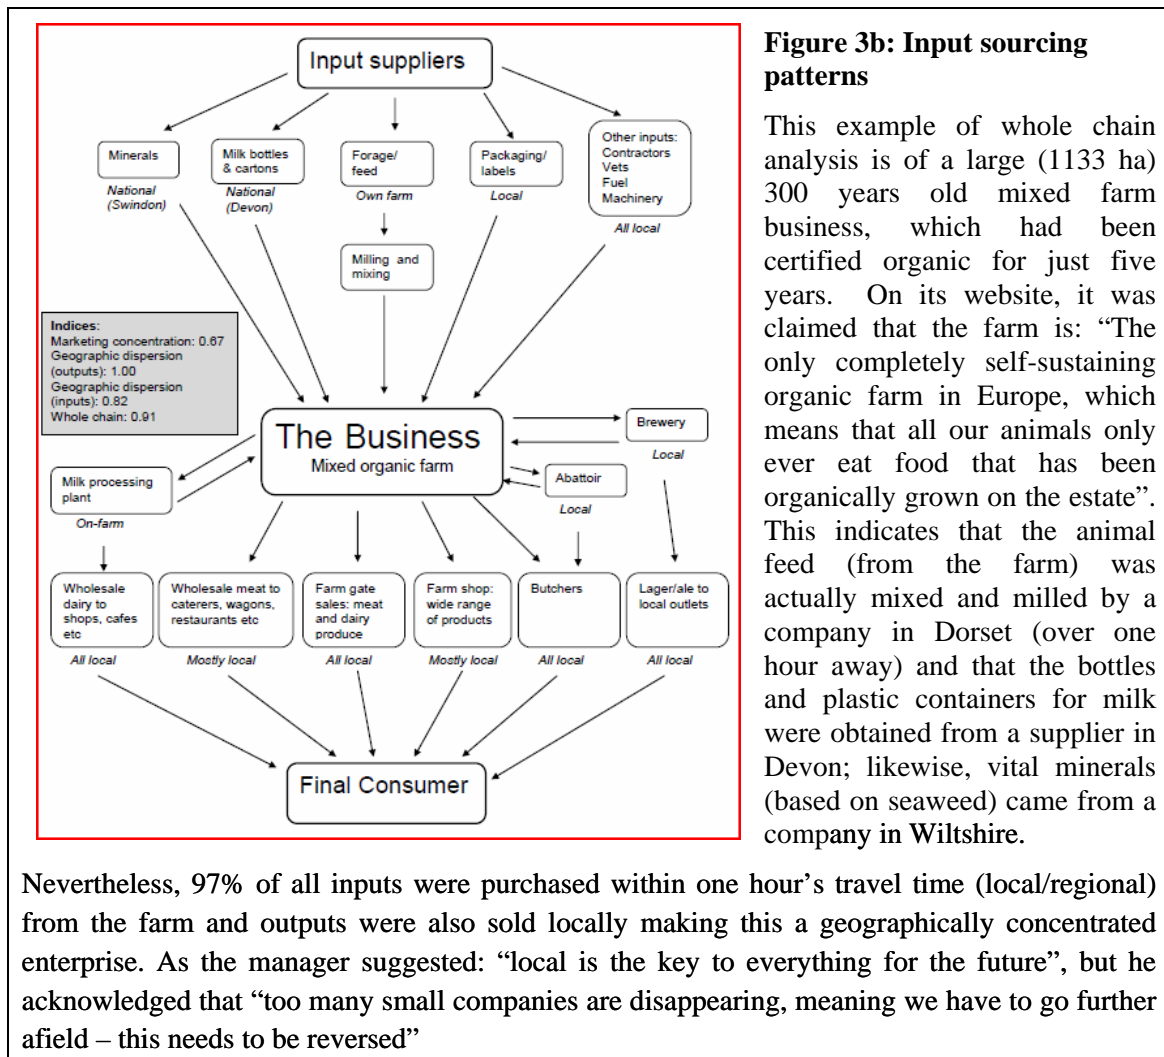 Input suppliers
Minerals
National
(Swindon)
Milk bottles
& cartons
National
(Devon)
Forage/
feed
Own farm
Packaging/
labels
Local
Other inputs:
Contractors
Vets
Fuel
Machinery
All local
Milling and
mixing
Indices:
Marketing concentration: 0.67
Geographic dispersion
(outputs): 1.00
Geographic dispersion
(inputs): 0.82
Whole chain: 0.91
The Business
Mixed organic farm
Brewery
Local
Abattoir
Local
Milk processing
plant
On-farm
Wholesale
dairy to
shops, cafes
etc
All local
Wholesale meat to
caterers, wagons,
restaurants etc
Mostly local
Farm gate
sales: meat
and dairy
produce
All local
Farm shop:
wide range
of products
Mostly local
Butchers
All local
Lager/ale to
local outlets
All local
Final Consumer
Figure 3b: Input sourcing
patterns
This example of whole chain
analysis is of a large (1133 ha)
300 years old mixed farm
business, which had been
certified organic for just five
years. On its website, it was
claimed that the farm is: “The
only completely self-sustaining
organic farm in Europe, which
means that all our animals only
ever eat food that has been
organically grown on the estate”.
This indicates that the animal
feed (from the farm) was
actually mixed and milled by a
company in Dorset (over one
hour away) and that the bottles
and plastic containers for milk
were obtained from a supplier in
Devon; likewise, vital minerals
(based on seaweed) came from a
company in Wiltshire.
Nevertheless, 97% of all inputs were purchased within one hour’s travel time (local/regional)
from the farm and outputs were also sold locally making this a geographically concentrated
enterprise. As the manager suggested: “local is the key to everything for the future”, but he
acknowledged that “too many small companies are disappearing, meaning we have to go further
afield – this needs to be reversed”